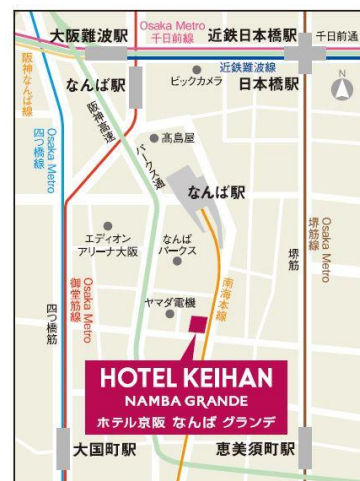 Osaka Metro
千日前線
大阪難波駅
近鉄日本橋駅
千日前通
近鉄難波線
なんば駅
ビックカメラ
日本橋駅
N
阪神なんば線
阪神高速
髙島屋
パークス通
なんば駅
Osaka Metro
四つ橋線
エディオン
アリーナ大阪
なんば
パークス
Osaka Metro
堺筋線
堺筋
南海本線
Osaka Metro
御堂筋線
四つ橋筋
ヤマダ電機
HOTEL KEIHAN
NAMBA GRANDE
ホテル京阪 なんば グランデ
大国町駅
恵美須町駅